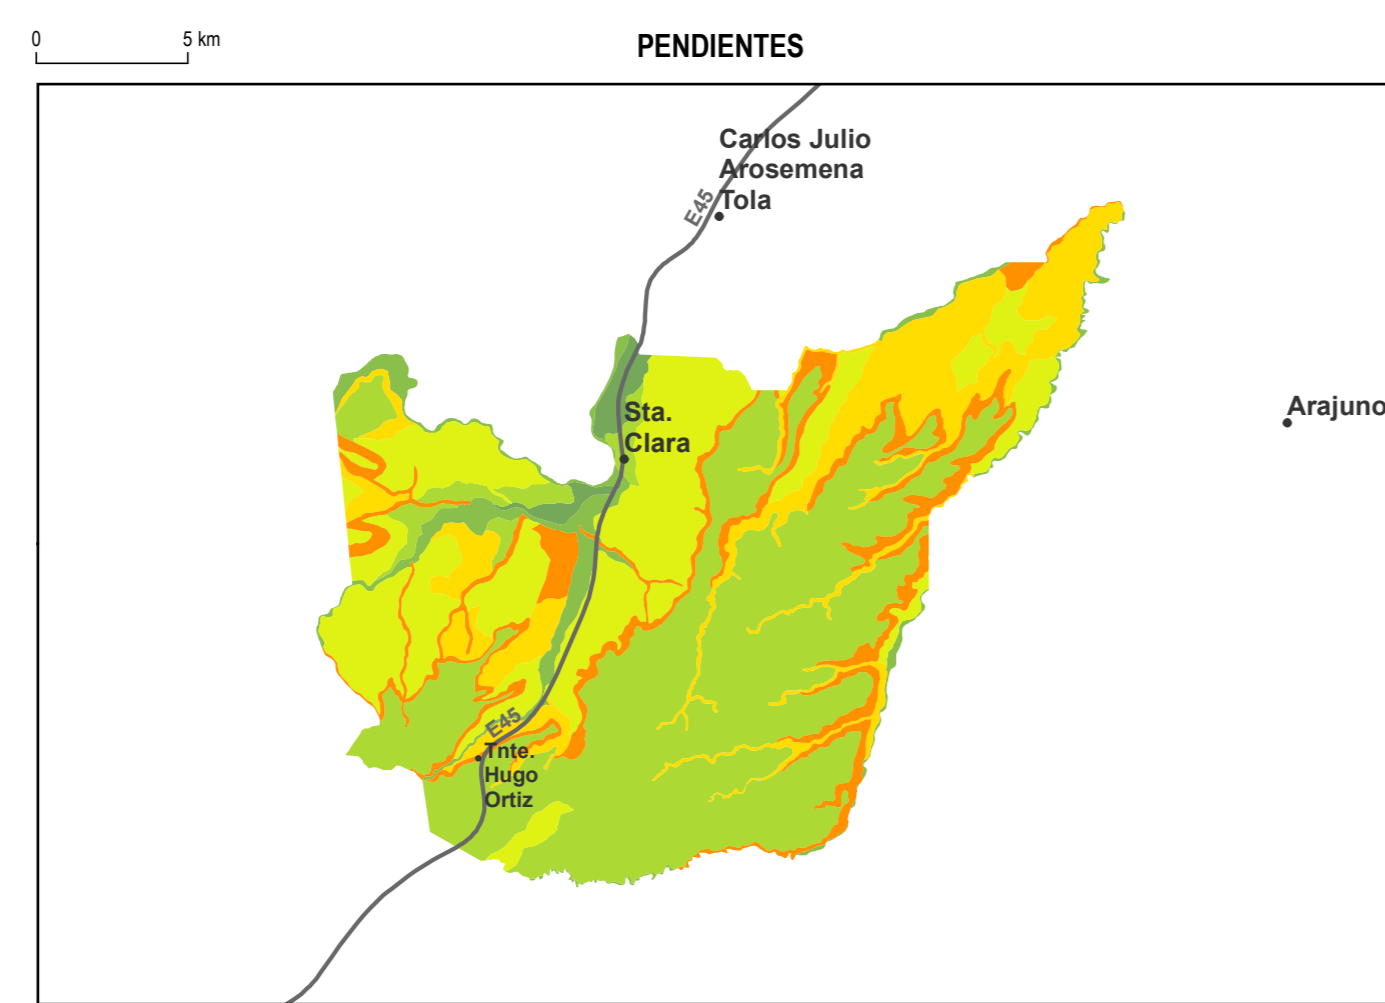 0 5 km
PENDIENTES
Carlos Julio
Arosemena
Tola
E45
Sta.
Clara
Arajuno
E45
Tnte.
Hugo
Ortiz